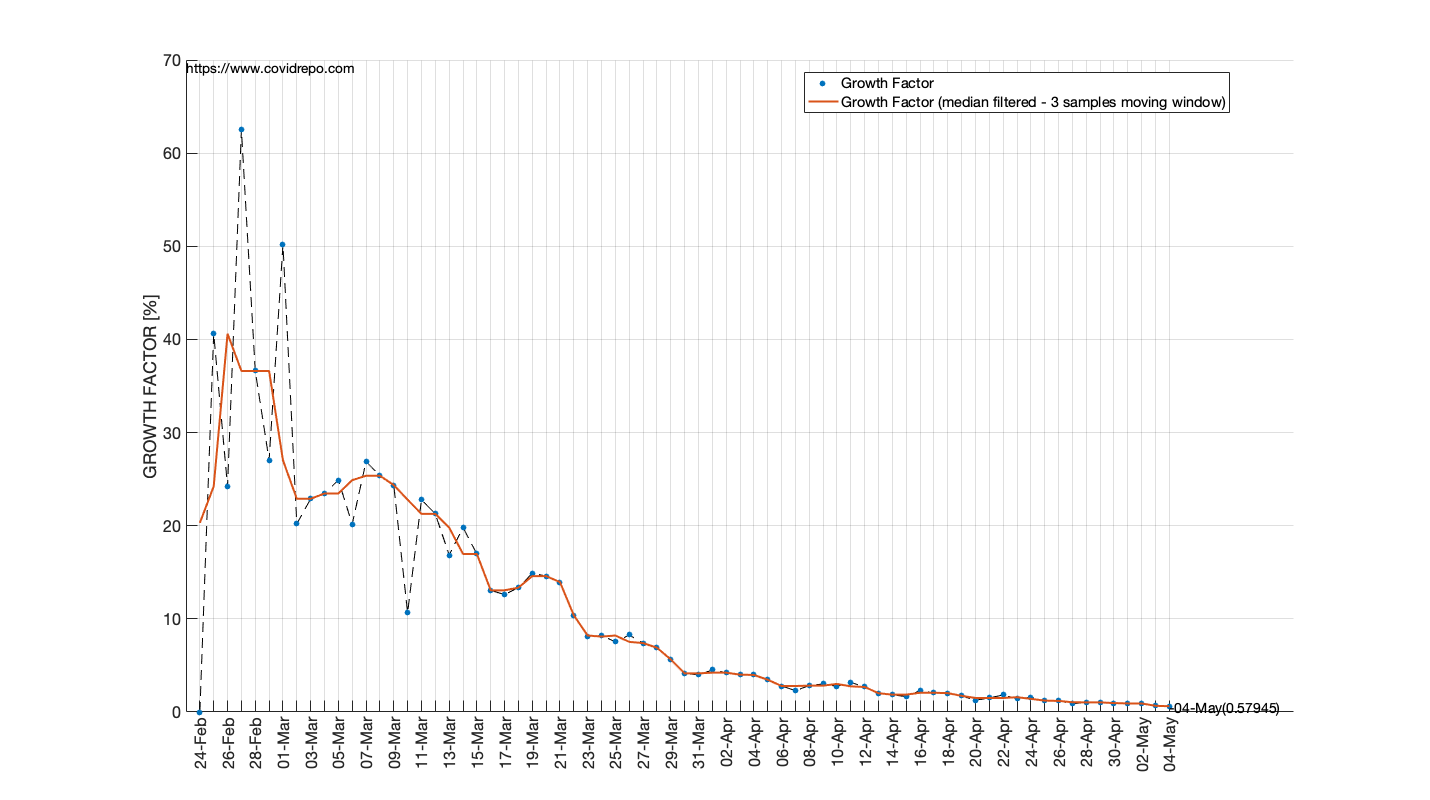 https://www.covidrepo.com
Growth Factor
Growth Factor (median filtered - 3 samples moving window)
GROWTH FACTOR [%]
70
60
50
40
30
20
10
0
04-May(0.57945)
24-Feb
26-Feb
28-Feb
01-Mar
03-Mar
05-Mar
07-Mar
09-Mar
11-Mar
13-Mar
15-Mar
17-Mar
19-Mar
21-Mar
23-Mar
25-Mar
27-Mar
29-Mar
31-Mar
02-Apr
04-Apr
06-Apr
08-Apr
10-Apr
12-Apr
14-Apr
16-Apr
18-Apr
20-Apr
22-Apr
24-Apr
26-Apr
28-Apr
30-Apr
02-May
04-May